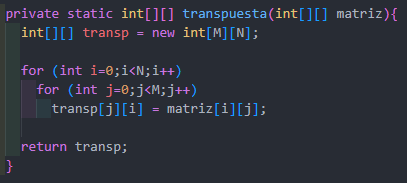 private static int[][] transpuesta(int[][] matriz){
int[][] transp = new int[M][N];
for (int i=0;i<N;i++)
for (int j=0;j<M;j++)
transp[j][i] = matriz[i][j];
return transp;
}